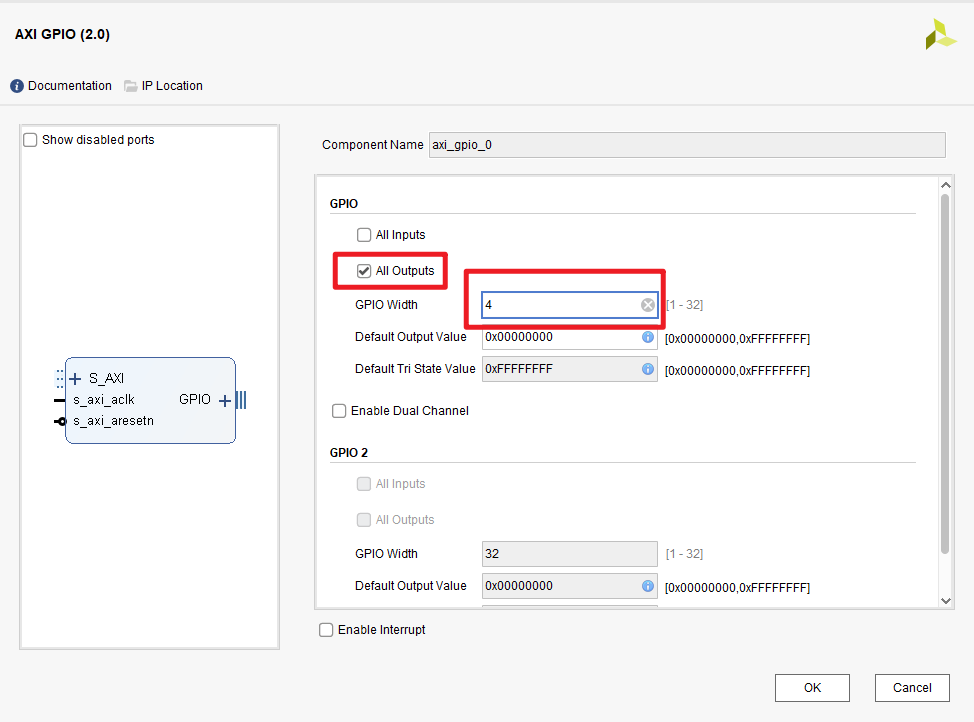 AXI GPIO (2.0)
Documentation IP Location
Show disabled ports
S_AXI
s_axi_aclk GPIO
s_axi_aresetn
Component Name axi_gpio_0
GPIO
All Inputs
All Outputs
GPIO Width 4 [1 - 32]
Default Output Value 0x00000000 [0x00000000,0xFFFFFFFF]
Default Tri State Value 0xFFFFFFFF [0x00000000,0xFFFFFFFF]
Enable Dual Channel
GPIO 2
All Inputs
All Outputs
GPIO Width 32 [1 - 32]
Default Output Value 0x00000000 [0x00000000,0xFFFFFFFF]
Enable Interrupt
OK Cancel